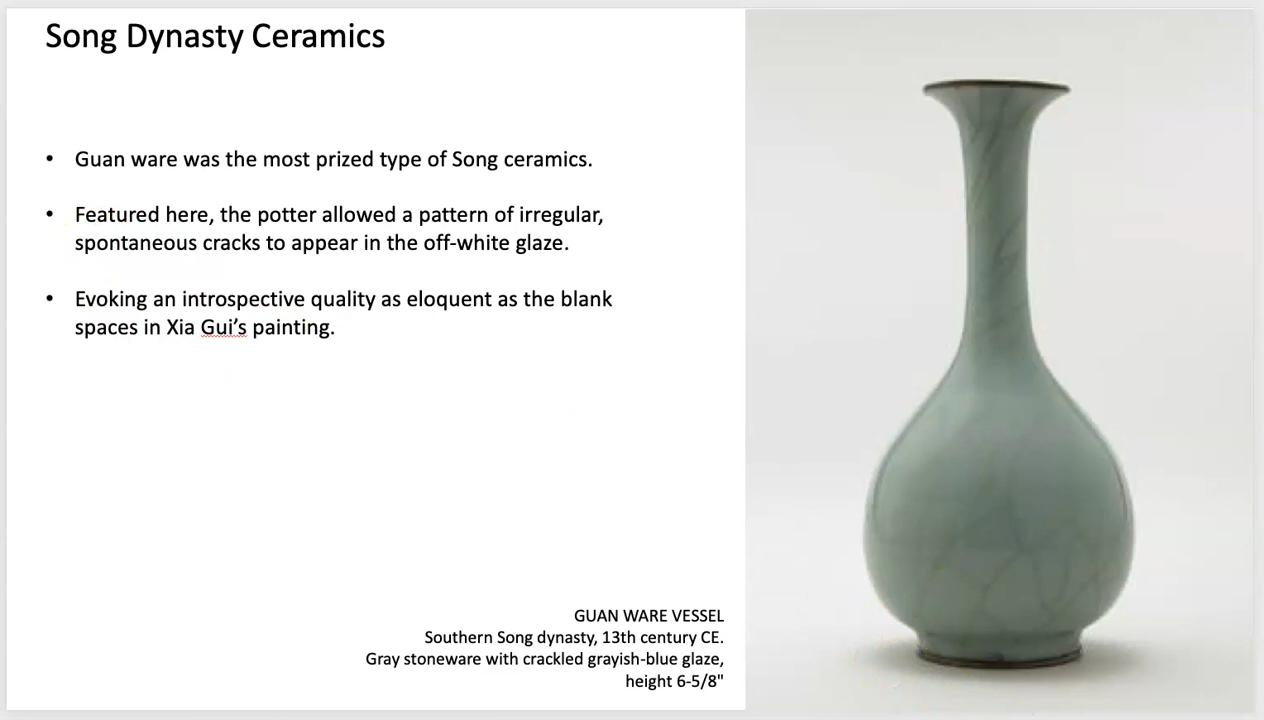 Song Dynasty Ceramics
• Guan ware was the most prized type of Song ceramics.
• Featured here, the potter allowed a pattern of irregular,
spontaneous cracks to appear in the off-white glaze.
• Evoking an introspective quality as eloquent as the blank
spaces in Xia Gui’s painting.
GUAN WARE VESSEL
Southern Song dynasty, 13th century CE.
Gray stoneware with crackled grayish-blue glaze,
height 6-5/8"